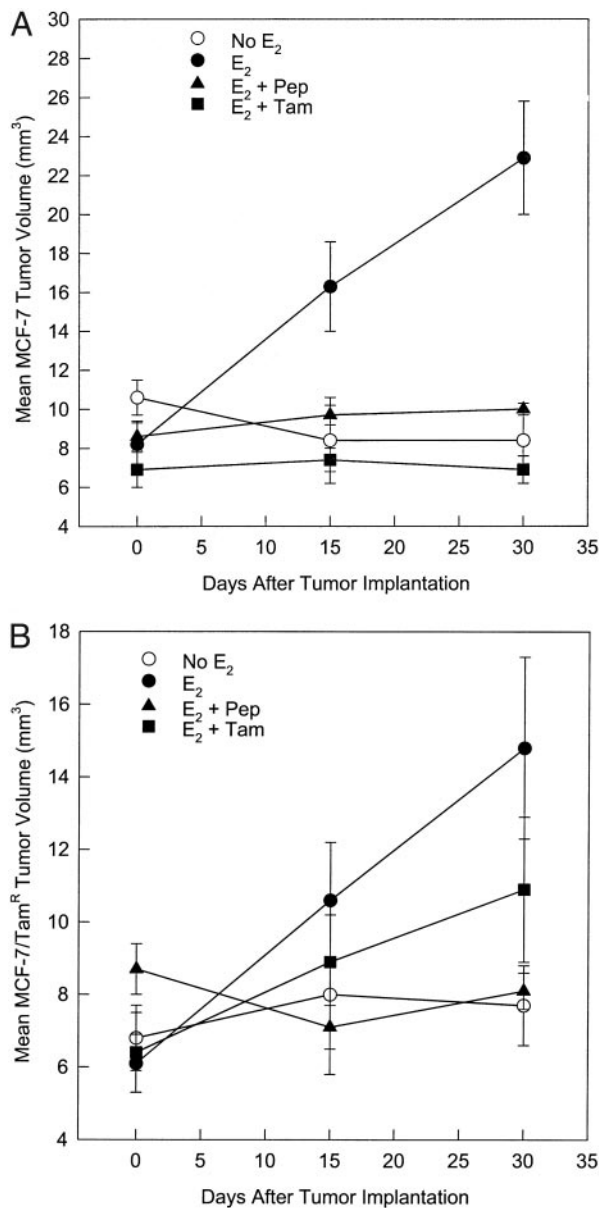 A
No E₂
E₂
E₂ + Pep
E₂ + Tam
30
28
26
24
22
20
18
16
14
12
10
8
6
4
Mean MCF-7 Tumor Volume (mm³)
0 5 10 15 20 25 30 35
Days After Tumor Implantation
B
No E₂
E₂
E₂ + Pep
E₂ + Tam
18
16
14
12
10
8
6
4
Mean MCF-7/Tamᴿ Tumor Volume (mm³)
0 5 10 15 20 25 30 35
Days After Tumor Implantation